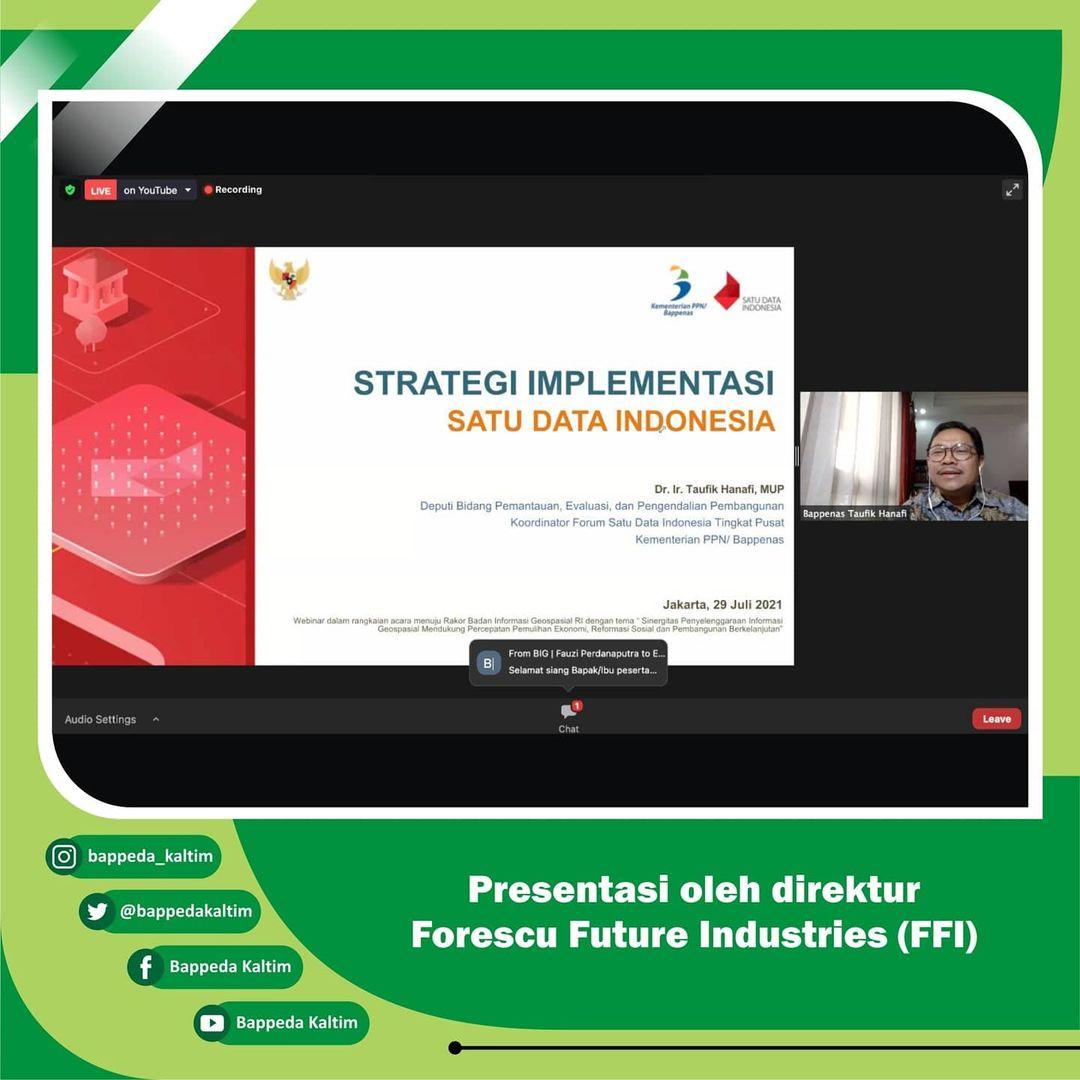 LIVE on YouTube Recording
Kementerian PPN/
Bappenas
SATU DATA
INDONESIA
STRATEGI IMPLEMENTASI
SATU DATA INDONESIA
Dr. Ir. Taufik Hanafi, MUP
Deputi Bidang Pemantauan, Evaluasi, dan Pengendalian Pembangunan
Koordinator Forum Satu Data Indonesia Tingkat Pusat
Kementerian PPN/ Bappenas
Bappenas Taufik Hanafi
Jakarta, 29 Juli 2021
Webinar dalam rangkaian acara menuju Rakor Badan Informasi Geospasial RI dengan tema " Sinergitas Penyelenggaraan Informasi
Geospasial Mendukung Percepatan Pemulihan Ekonomi, Reformasi Sosial dan Pembangunan Berkelanjutan"
B|
From BIG | Fauzi Perdanaputra to E...
Selamat siang Bapak/Ibu peserta...
Audio Settings
1
Chat
Leave
bappeda_kaltim
@bappedakaltim
Bappeda Kaltim
Bappeda Kaltim
Presentasi oleh direktur
Forescu Future Industries (FFI)